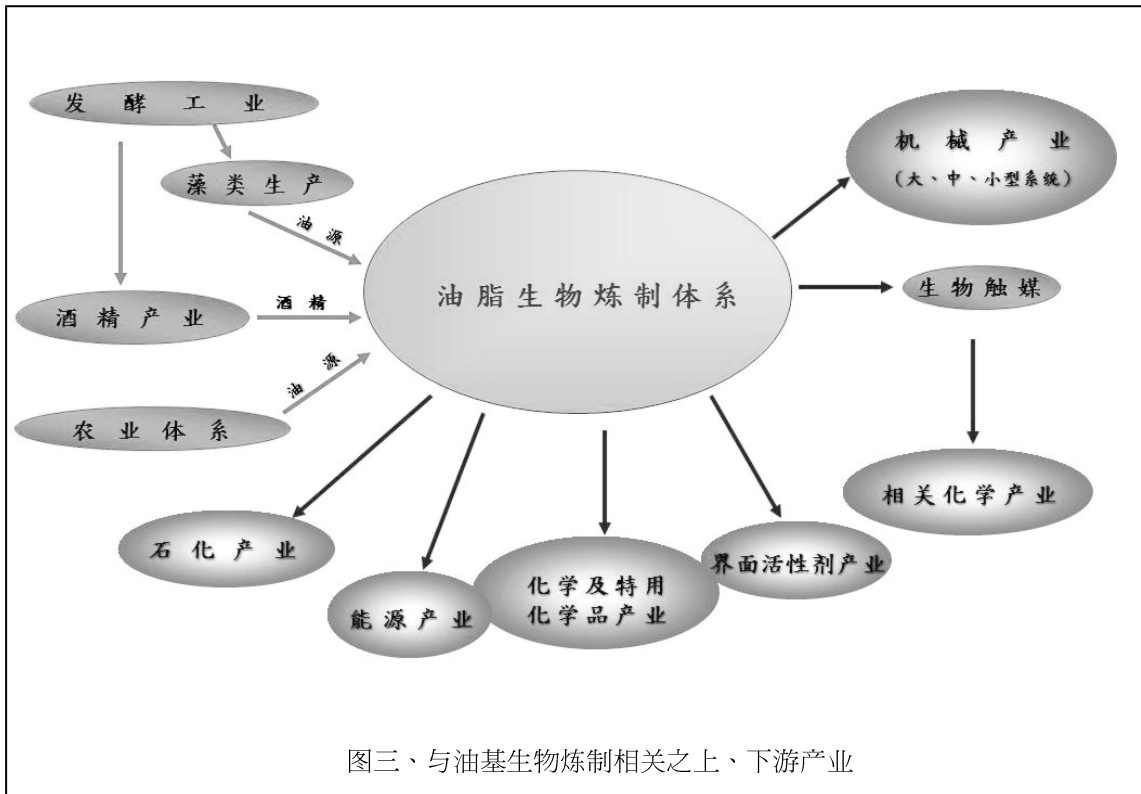 发酵工业
藻类生产
油源
酒精产业
酒精
油源
农业体系
油脂生物炼制体系
机械产业
(大、中、小型系统)
生物触媒
相关化学产业
石化产业
能源产业
化学及特用
化学品产业
界面活性剂产业
图三、与油基生物炼制相关之上、下游产业